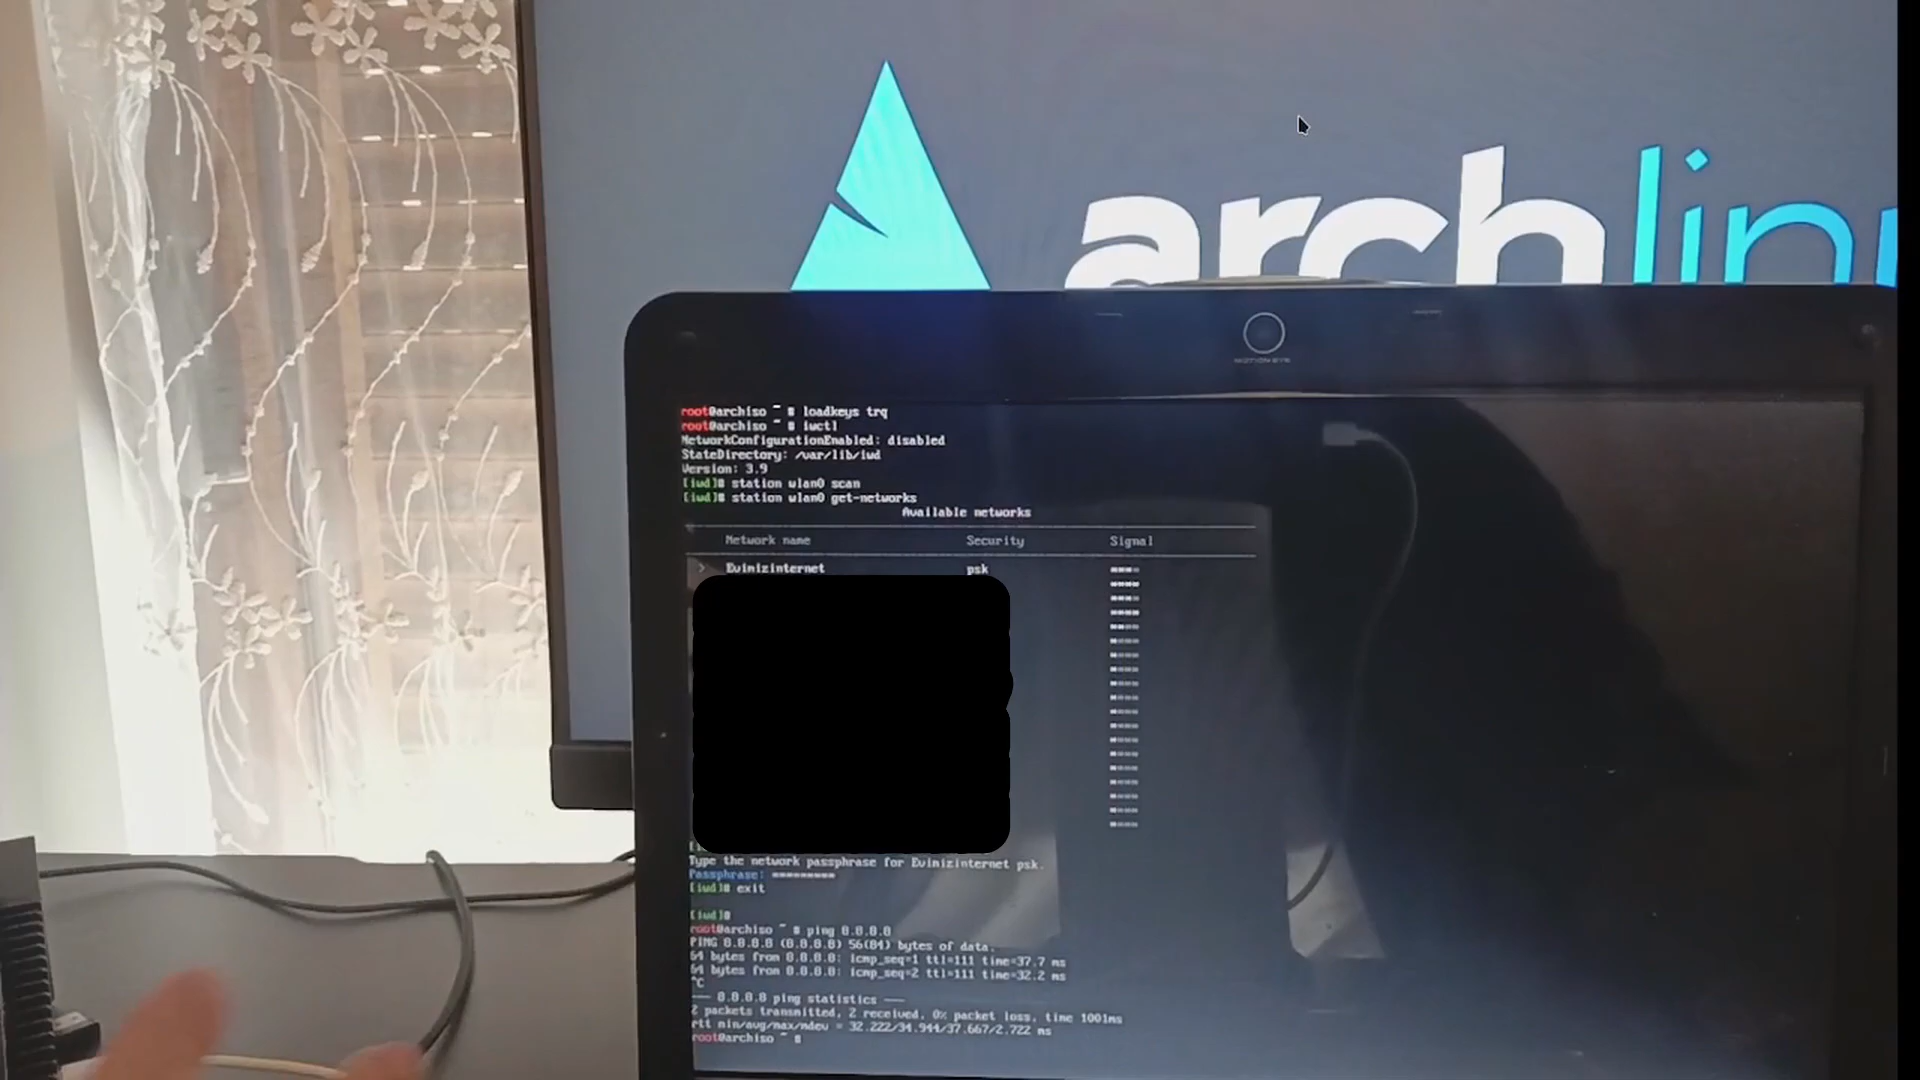 arch
MOTION EYE
root@archiso ~ # loadkeys trq
root@archiso ~ # iwctl
NetworkConfigurationEnabled: disabled
StateDirectory: /var/lib/iwd
Version: 3.9
[iwd]# station wlan0 scan
[iwd]# station wlan0 get-networks
Available networks
Network name Security Signal
> Evimizinternet psk ****
Type the network passphrase for Evimizinternet psk.
Passphrase: *********
[iwd]# exit
[iwd]#
root@archiso ~ # ping 8.8.8.8
PING 8.8.8.8 (8.8.8.8) 56(84) bytes of data.
64 bytes from 8.8.8.8: icmp_seq=1 ttl=111 time=37.7 ms
64 bytes from 8.8.8.8: icmp_seq=2 ttl=111 time=32.2 ms
^C
--- 8.8.8.8 ping statistics ---
2 packets transmitted, 2 received, 0% packet loss, time 1001ms
rtt min/avg/max/mdev = 32.222/34.944/37.667/2.722 ms
root@archiso ~ #